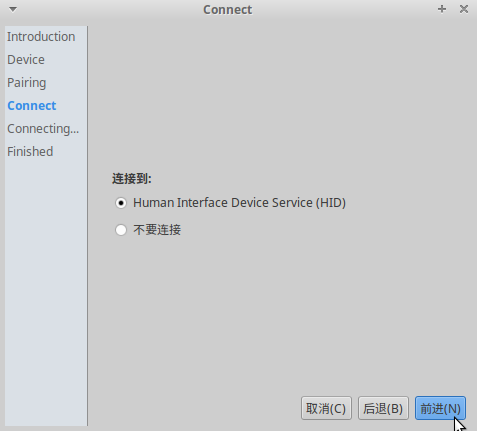 Connect
Introduction
Device
Pairing
Connect
Connecting...
Finished
连接到:
Human Interface Device Service (HID)
不要连接
取消(C) 后退(B) 前进(N)